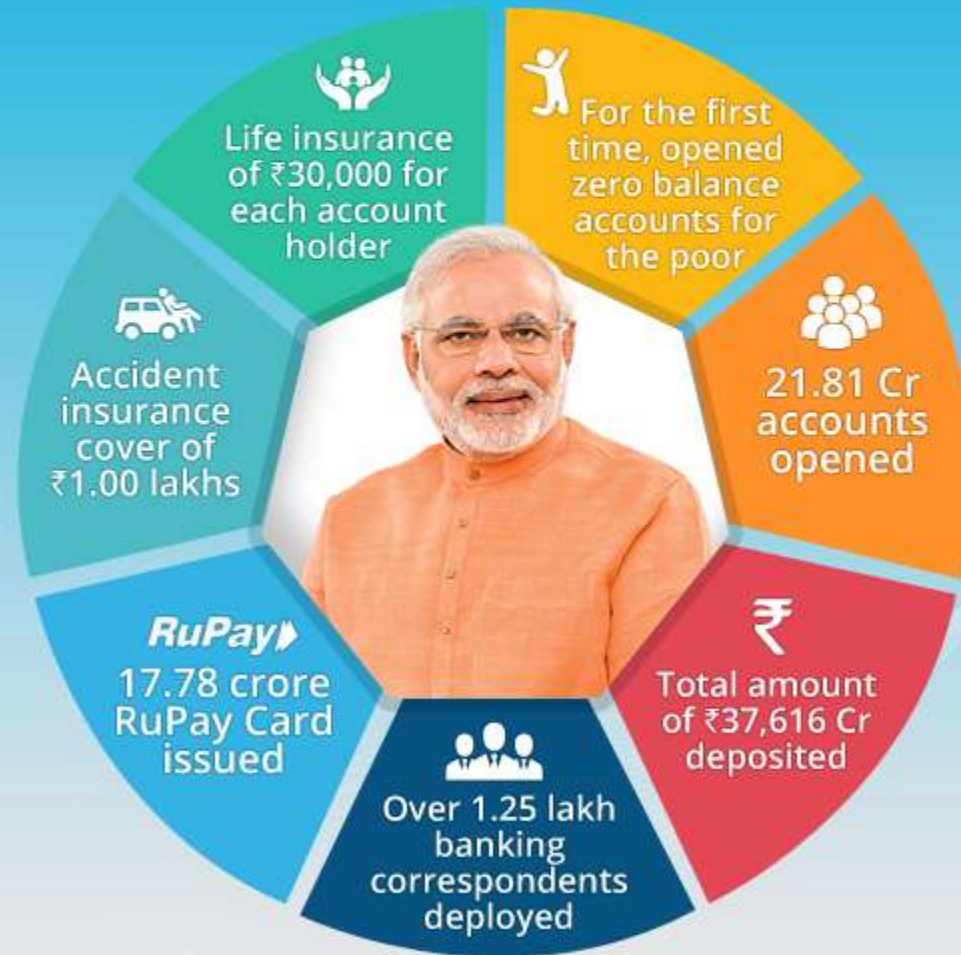 Life insurance
of ₹30,000 for
each account
holder
For the first
time, opened
zero balance
accounts for
the poor
21.81 Cr
accounts
opened
₹
Total amount
of ₹37,616 Cr
deposited
Over 1.25 lakh
banking
correspondents
deployed
RuPay
17.78 crore
RuPay Card
issued
Accident
insurance
cover of
₹1.00 lakhs